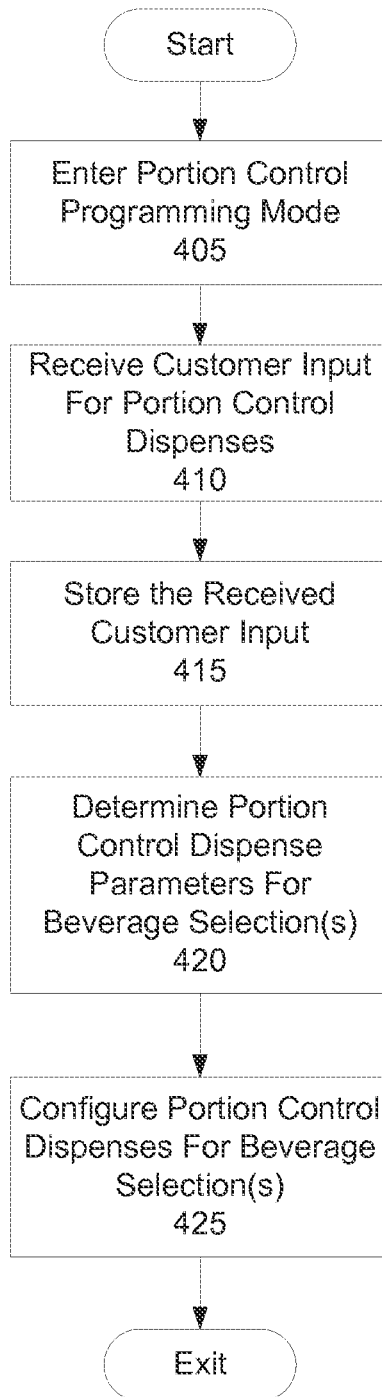 Start
Enter Portion Control
Programming Mode
405
Receive Customer Input
For Portion Control
Dispenses
410
Store the Received
Customer Input
415
Determine Portion
Control Dispense
Parameters For
Beverage Selection(s)
420
Configure Portion Control
Dispenses For Beverage
Selection(s)
425
Exit